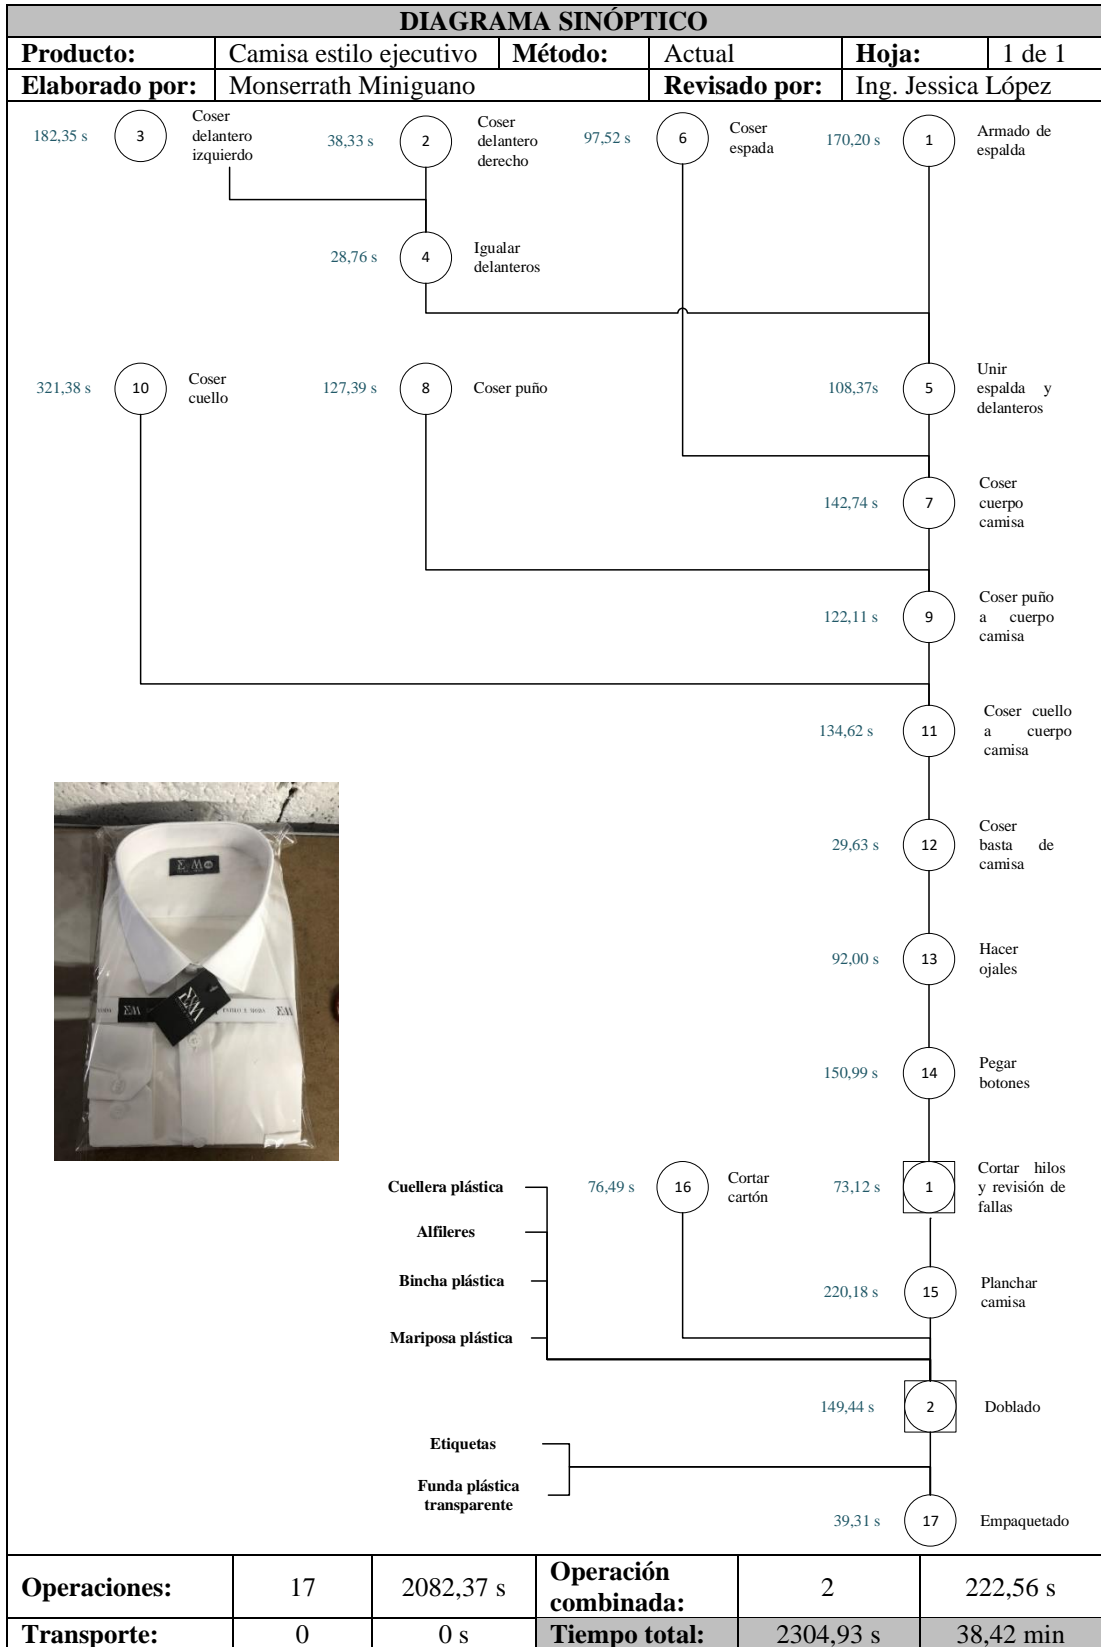 DIAGRAMA SINÓPTICO
Producto: Camisa estilo ejecutivo Método: Actual Hoja: 1 de 1
Elaborado por: Monserrath Miniguano Revisado por: Ing. Jessica López
182,35 s 3 Coser
delantero
izquierdo
38,33 s 2 Coser
delantero
derecho
97,52 s 6 Coser
espada
170,20 s 1 Armado de
espalda
28,76 s 4 Igualar
delanteros
321,38 s 10 Coser
cuello
127,39 s 8 Coser puño
108,37s 5 Unir
espalda y
delanteros
142,74 s 7 Coser
cuerpo
camisa
122,11 s 9 Coser puño
a cuerpo
camisa
134,62 s 11 Coser cuello
a cuerpo
camisa
29,63 s 12 Coser
basta de
camisa
92,00 s 13 Hacer
ojales
150,99 s 14 Pegar
botones
Cuellera plástica
Alfileres
Bincha plástica
Mariposa plástica
76,49 s 16 Cortar
cartón
73,12 s 1 Cortar hilos
y revisión de
fallas
220,18 s 15 Planchar
camisa
149,44 s 2 Doblado
Etiquetas
Funda plástica
transparente
39,31 s 17 Empaquetado
Operaciones: 17 2082,37 s Operación
combinada: 2 222,56 s
Transporte: 0 0 s Tiempo total: 2304,93 s 38,42 min